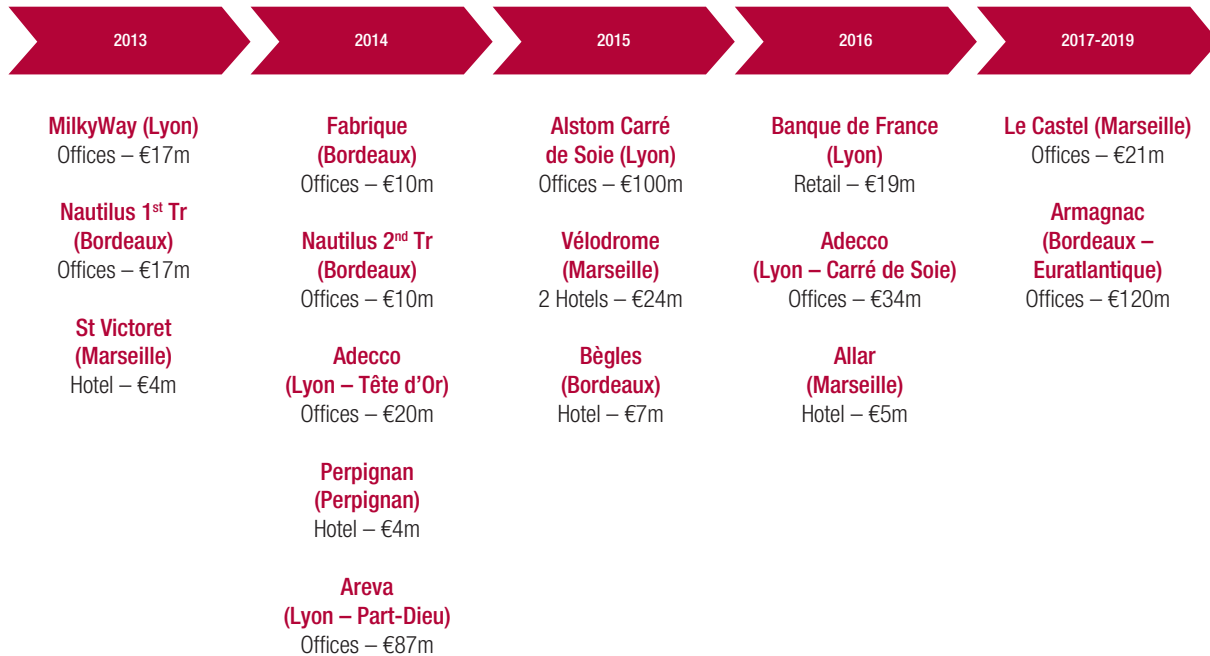 2013
2014
2015
2016
2017-2019
MilkyWay (Lyon)
Offices – €17m
Nautilus 1st Tr
(Bordeaux)
Offices – €17m
St Victoret
(Marseille)
Hotel – €4m
Fabrique
(Bordeaux)
Offices – €10m
Nautilus 2nd Tr
(Bordeaux)
Offices – €10m
Adecco
(Lyon – Tête d’Or)
Offices – €20m
Perpignan
(Perpignan)
Hotel – €4m
Areva
(Lyon – Part-Dieu)
Offices – €87m
Alstom Carré
de Soie (Lyon)
Offices – €100m
Vélodrome
(Marseille)
2 Hotels – €24m
Bègles
(Bordeaux)
Hotel – €7m
Banque de France
(Lyon)
Retail – €19m
Adecco
(Lyon – Carré de Soie)
Offices – €34m
Allar
(Marseille)
Hotel – €5m
Le Castel (Marseille)
Offices – €21m
Armagnac
(Bordeaux –
Euratlantique)
Offices – €120m